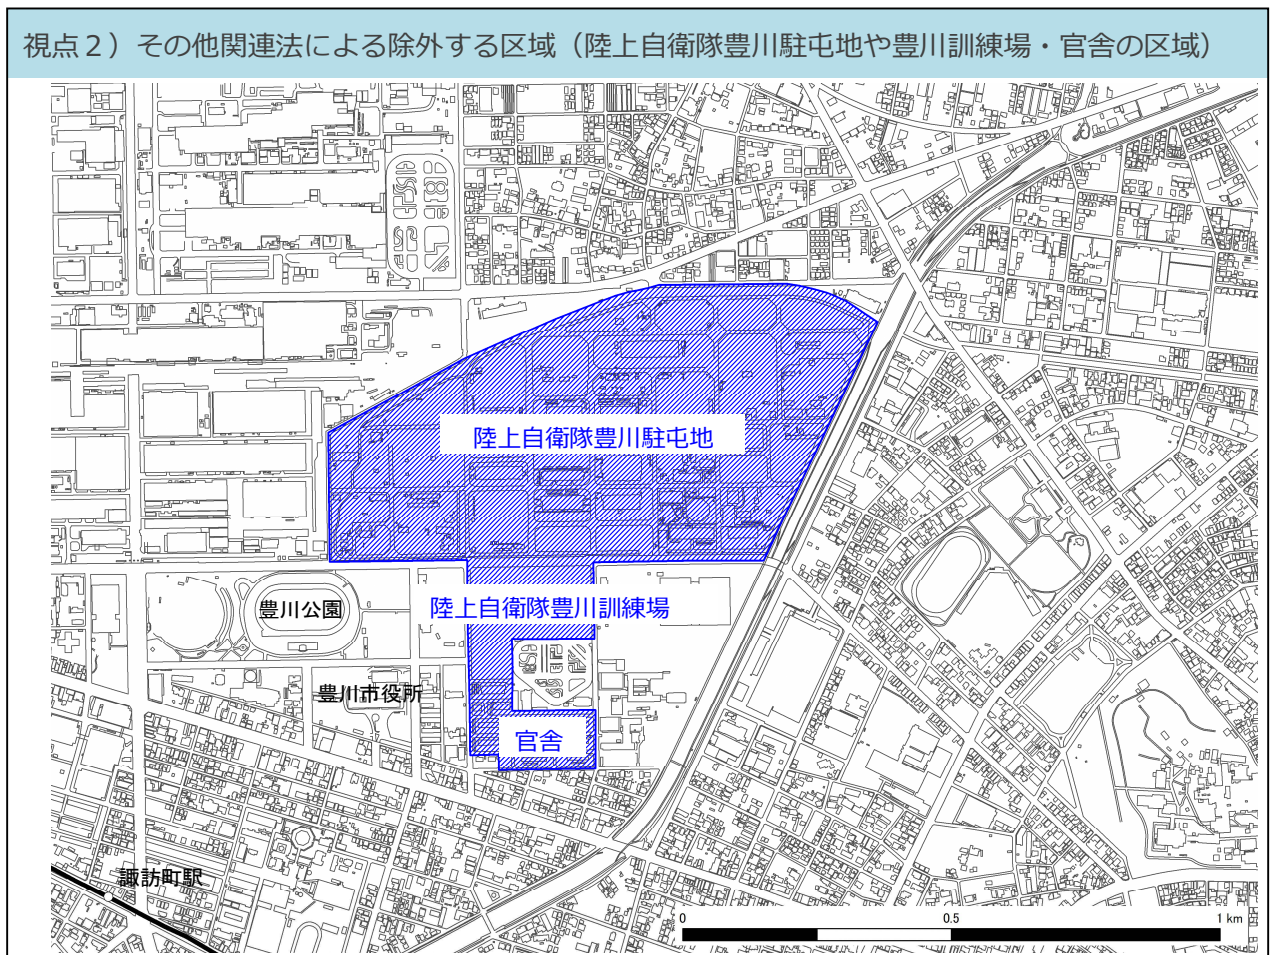 視点２）その他関連法による除外する区域（陸上自衛隊豊川駐屯地や豊川訓練場・官舎の区域）
陸上自衛隊豊川駐屯地
陸上自衛隊豊川訓練場
豊川公園
豊川市役所
官舎
諏訪町駅
0 0.5 1 km